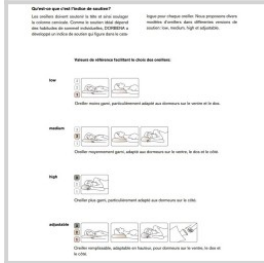 Qu'est-ce que c'est l'indice de soutien?
Les oreillers doivent soutenir la tête et ainsi soulager
la colonne cervicale. Comme le soutien idéal dépend
des habitudes de sommeil individuelles, DORBENA a
développé un indice de soutien qui figure dans le cata-
logue pour chaque oreiller. Nous proposons divers
modèles d'oreillers dans différentes versions de
soutien: low, medium, high et adjustable.
Valeurs de référence facilitant le choix des oreillers.
low
Oreiller moins garni, particulièrement adapté aux dormeurs sur le ventre et le dos.
medium
Oreiller moyennement garni, adapté aux dormeurs sur le ventre, le dos et le côté.
high
Oreiller plus garni, particulièrement adapté aux dormeurs sur le côté.
adjustable
Oreiller remplissable, adaptable en hauteur, pour dormeurs sur le ventre, le dos et
le côté.